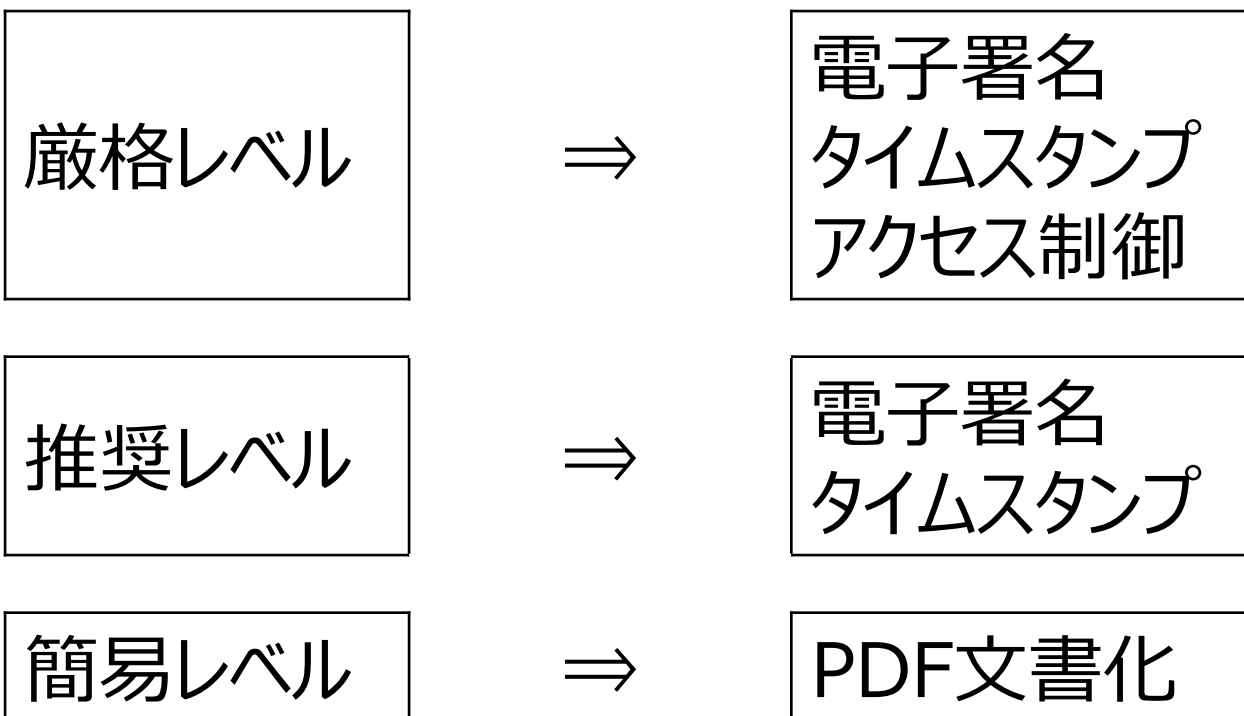 厳格レベル ⇒ 電子署名
タイムスタンプ
アクセス制御
推奨レベル ⇒ 電子署名
タイムスタンプ
簡易レベル ⇒ PDF文書化